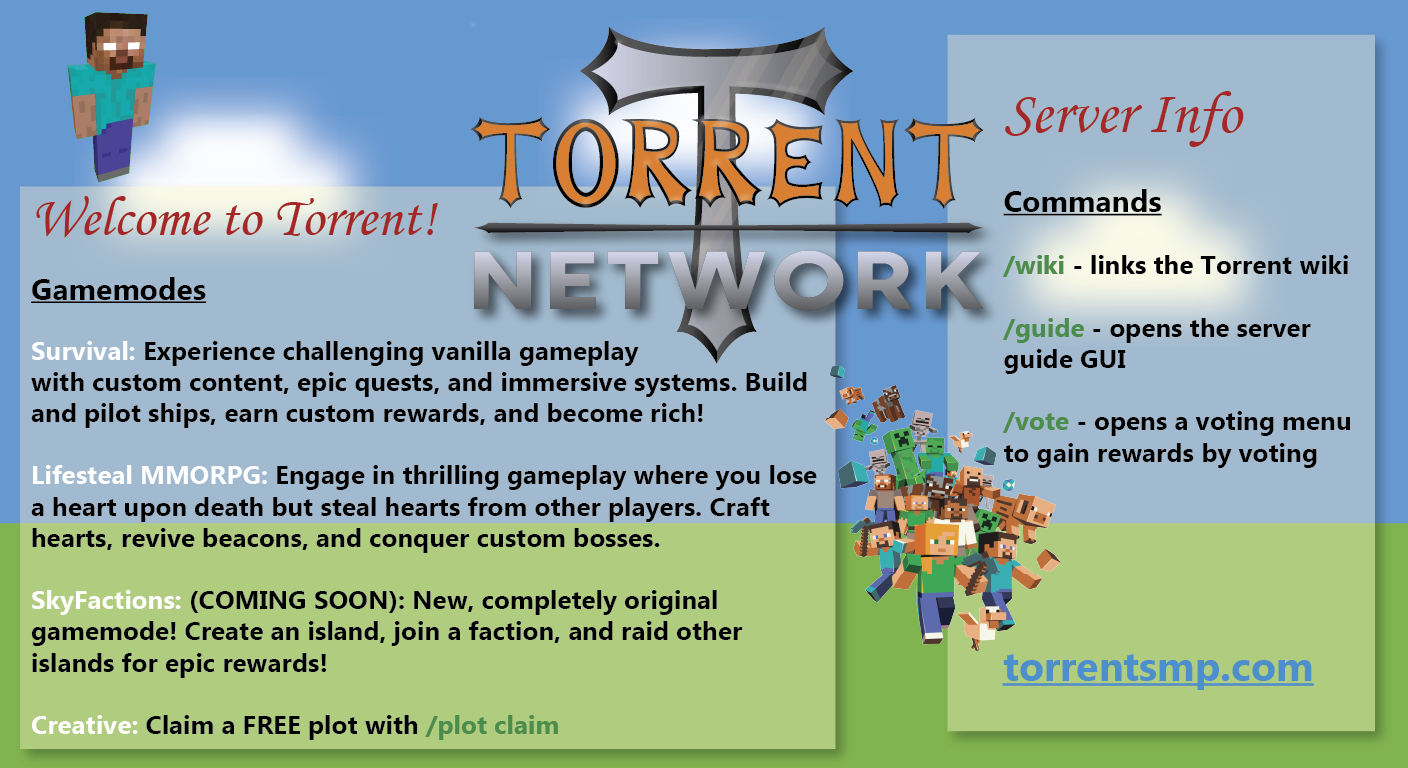 TORRENT
NETWORK
Welcome to Torrent!
Gamemodes
Survival: Experience challenging vanilla gameplay
with custom content, epic quests, and immersive systems. Build
and pilot ships, earn custom rewards, and become rich!
Lifesteal MMORPG: Engage in thrilling gameplay where you lose
a heart upon death but steal hearts from other players. Craft
hearts, revive beacons, and conquer custom bosses.
SkyFactions: (COMING SOON): New, completely original
gamemode! Create an island, join a faction, and raid other
islands for epic rewards!
Creative: Claim a FREE plot with /plot claim
Server Info
Commands
/wiki - links the Torrent wiki
/guide - opens the server
guide GUI
/vote - opens a voting menu
to gain rewards by voting
torrentsmp.com